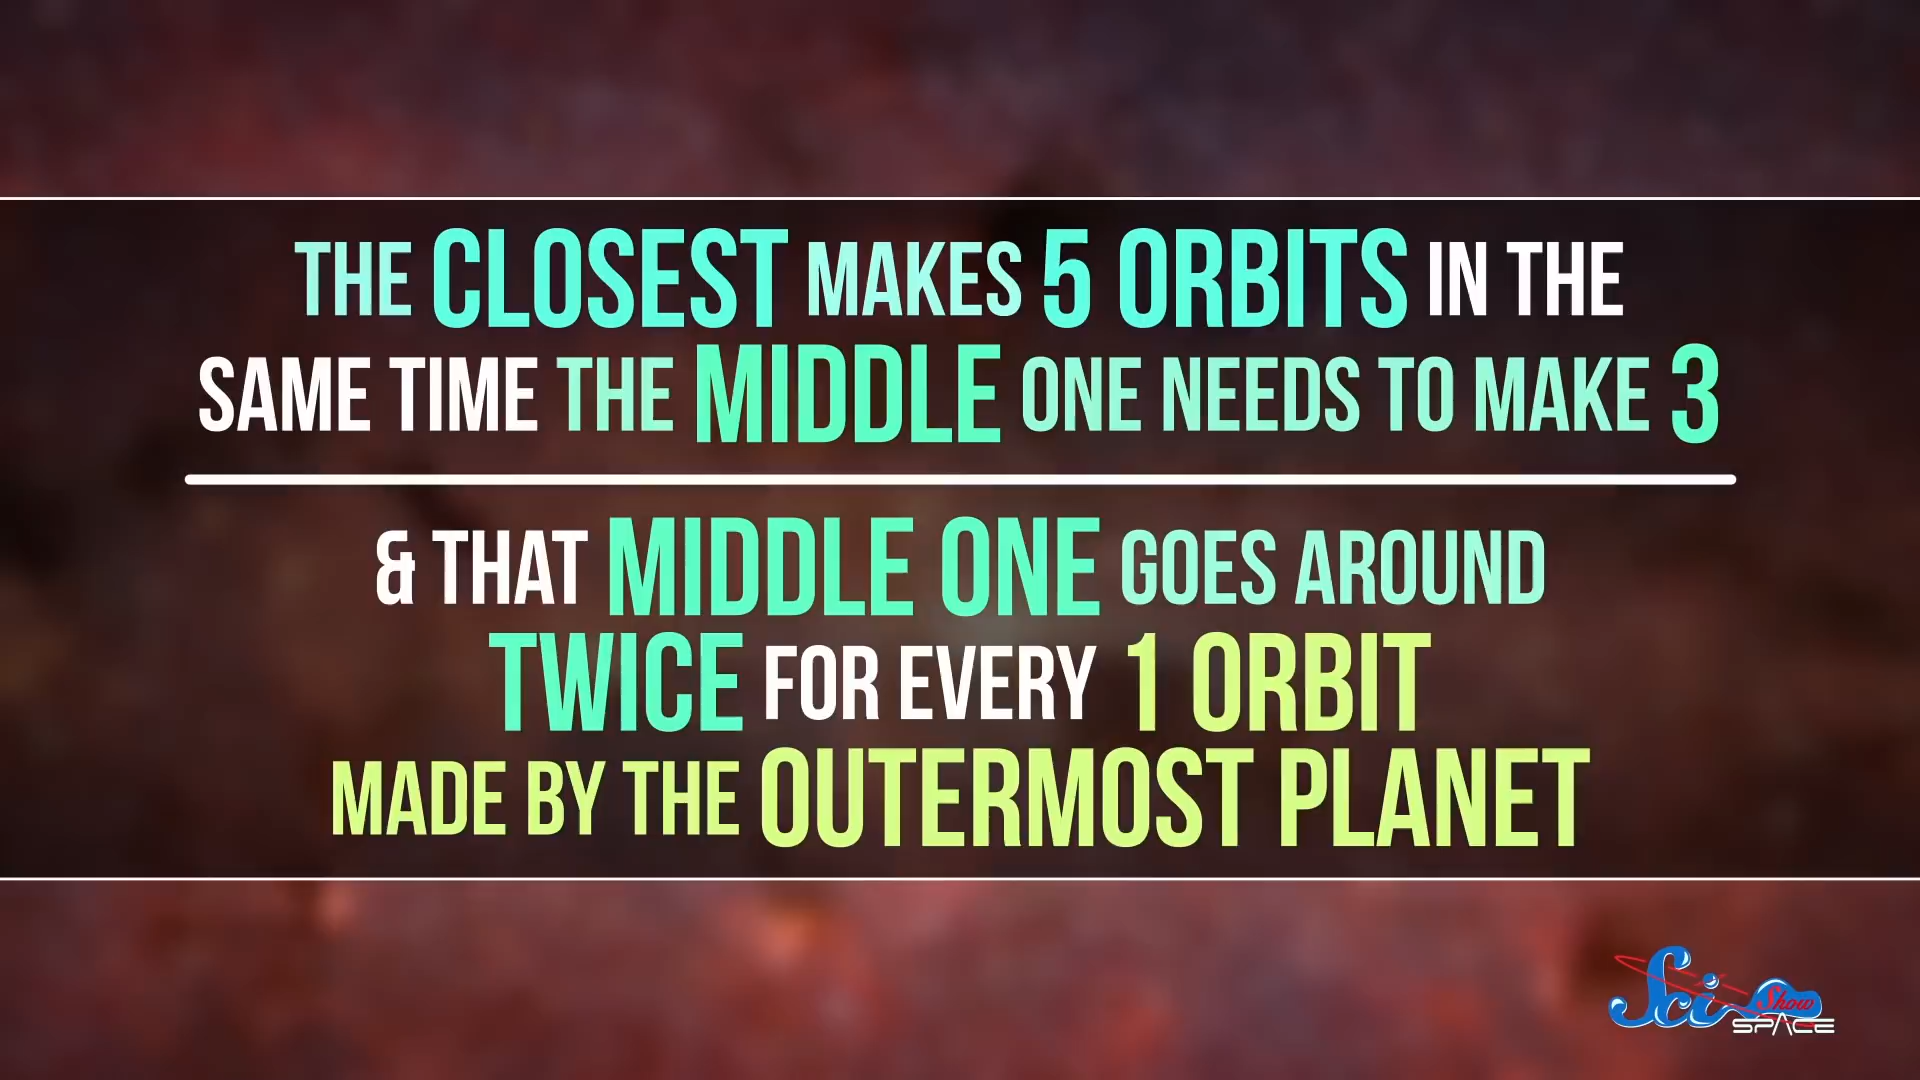 THE CLOSEST MAKES 5 ORBITS IN THE
SAME TIME THE MIDDLE ONE NEEDS TO MAKE 3
& THAT MIDDLE ONE GOES AROUND
TWICE FOR EVERY 1 ORBIT
MADE BY THE OUTERMOST PLANET
Sci Show
SPACE